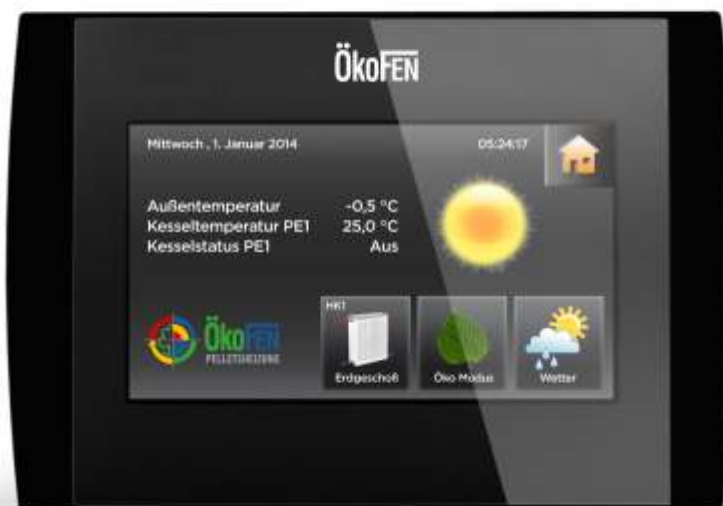 ÖkoFEN
Mittwoch , 1. Januar 2014 05:24:17
Außentemperatur -0,5 °C
Kesseltemperatur PE1 25,0 °C
Kesselstatus PE1 Aus
HK1
ÖkoFEN
PELLETSHEIZUNG
Erdgeschoß Öko Modus Wetter